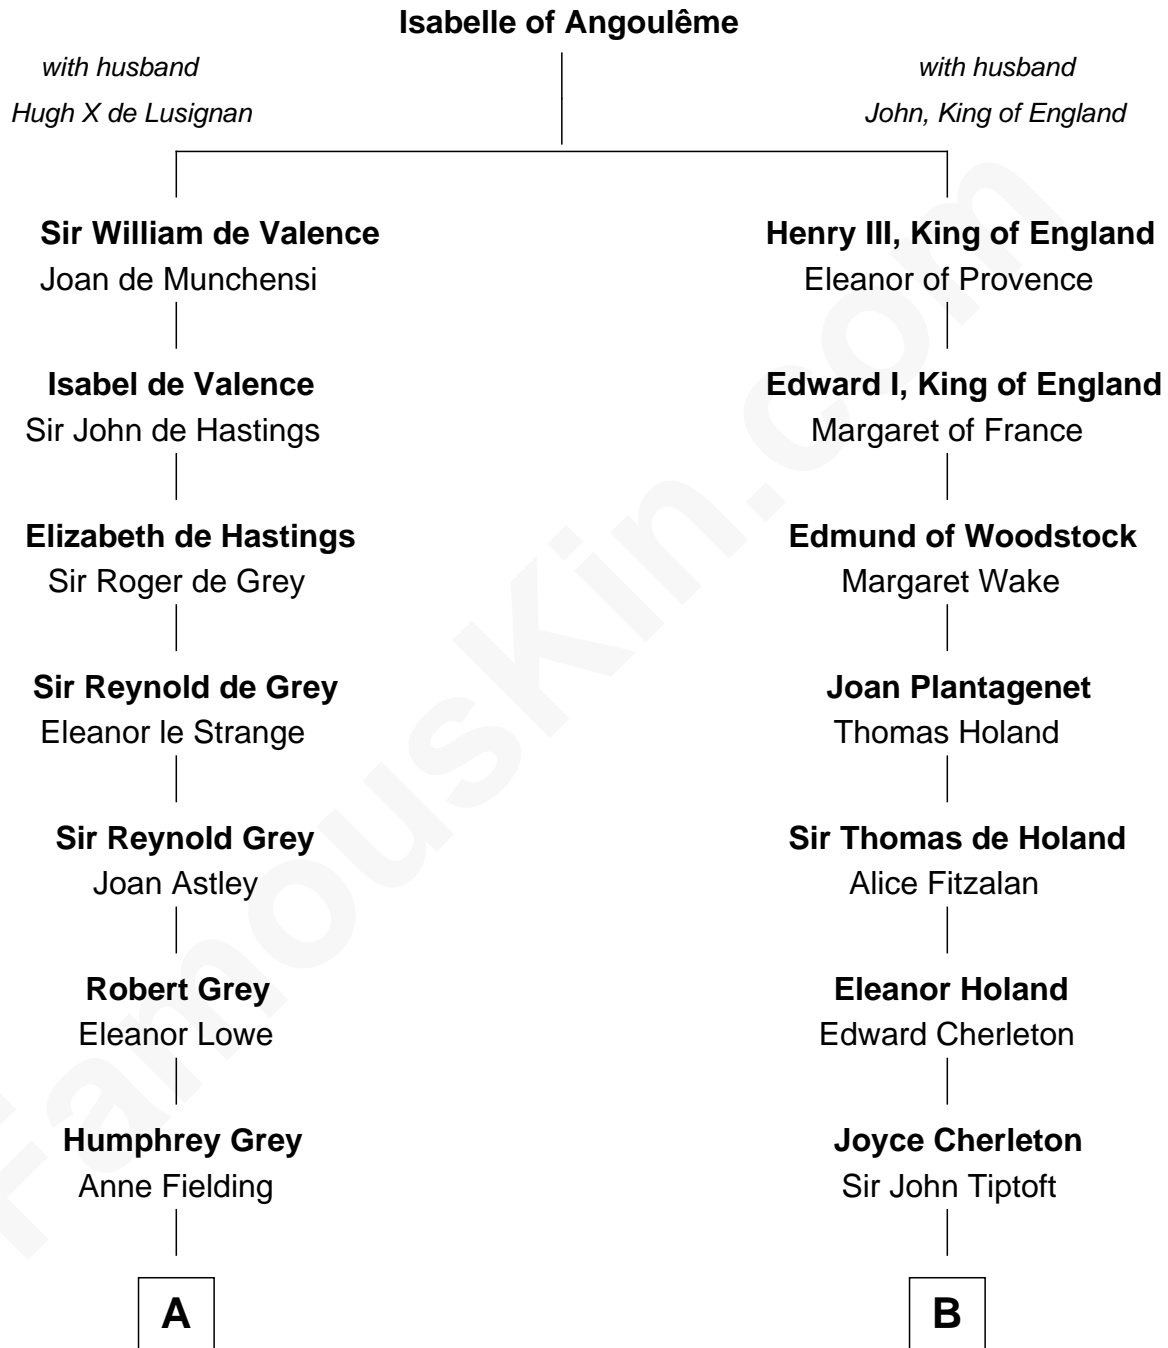 Isabelle of Angoulême
with husband
Hugh X de Lusignan
with husband
John, King of England
Sir William de Valence
Joan de Munchensi
Henry III, King of England
Eleanor of Provence
Isabel de Valence
Sir John de Hastings
Edward I, King of England
Margaret of France
Elizabeth de Hastings
Sir Roger de Grey
Edmund of Woodstock
Margaret Wake
Sir Reynold de Grey
Eleanor le Strange
Joan Plantagenet
Thomas Holand
Sir Reynold Grey
Joan Astley
Sir Thomas de Holand
Alice Fitzalan
Robert Grey
Eleanor Lowe
Eleanor Holand
Edward Cherleton
Humphrey Grey
Anne Fielding
Joyce Cherleton
Sir John Tiptoft
A
B
FamousKin.com